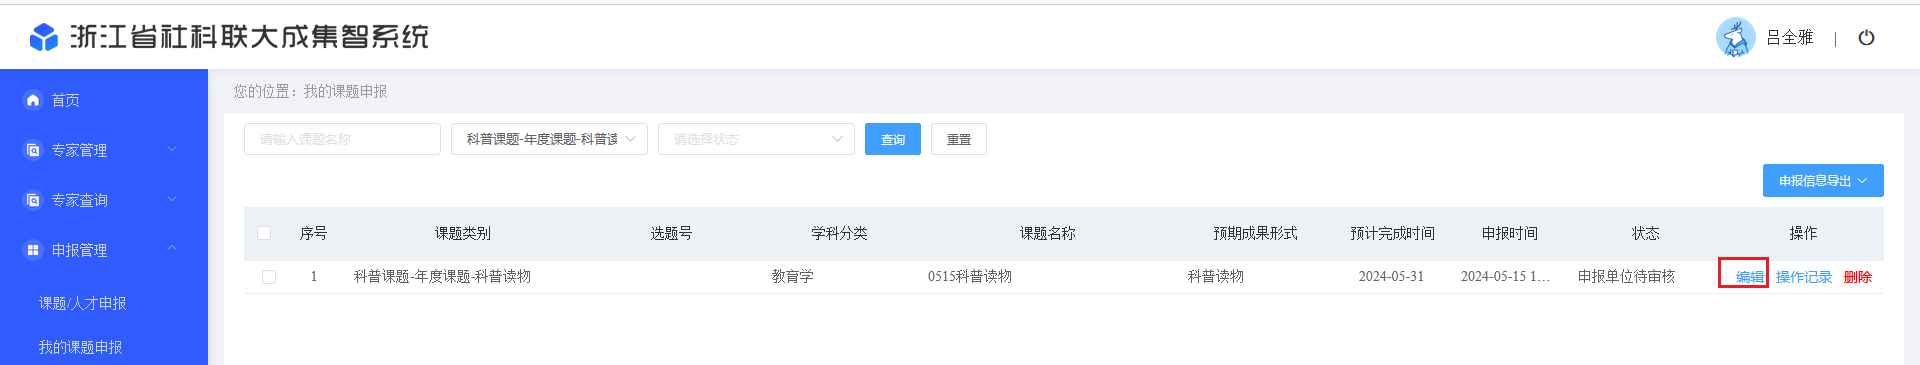 浙江省社科联大成集智系统
吕全雅 |
首页
专家管理
专家查询
申报管理
课题/人才申报
我的课题申报
您的位置：我的课题申报
请输入课题名称 科普课题-年度课题-科普读 请选择状态 查询 重置
申报信息导出
序号 课题类别 选题号 学科分类 课题名称 预期成果形式 预计完成时间 申报时间 状态 操作
1 科普课题-年度课题-科普读物 教育学 0515科普读物 科普读物 2024-05-31 2024-05-15 1... 申报单位待审核 编辑 操作记录 删除